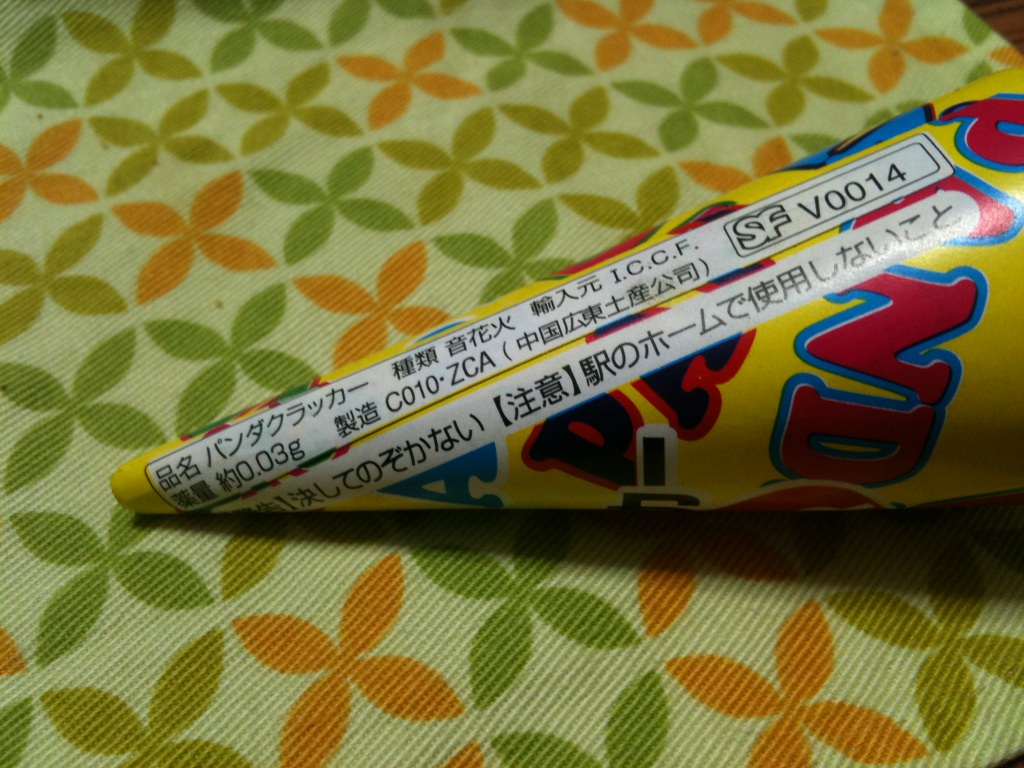 品名 パンダクラッカー 種類 音花火 輸入元 I.C.C.F. SF V0014
薬量 約0.03g 製造 C010・ZCA（中国広東土産公司）
決してのぞかない【注意】駅のホームで使用しないこと
PANDA